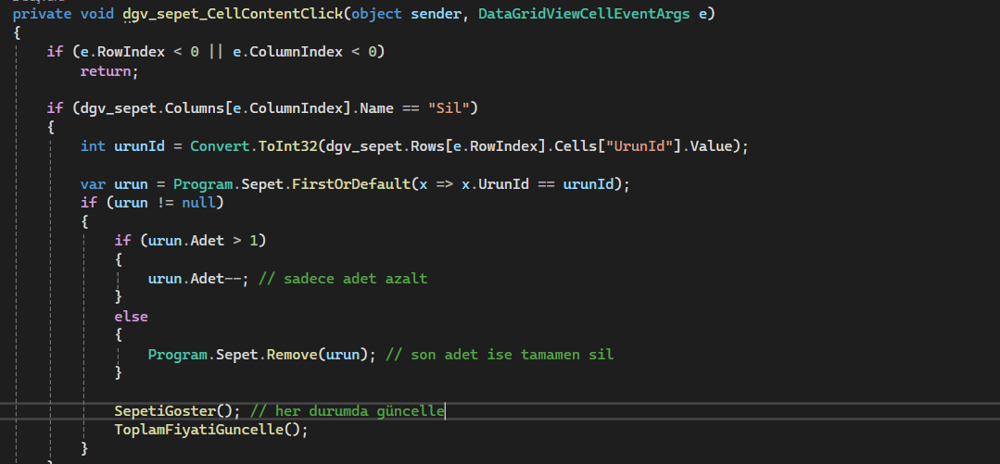 private void dgv_sepet_CellContentClick(object sender, DataGridViewCellEventArgs e)
{
    if (e.RowIndex < 0 || e.ColumnIndex < 0)
        return;

    if (dgv_sepet.Columns[e.ColumnIndex].Name == "Sil")
    {
        int urunId = Convert.ToInt32(dgv_sepet.Rows[e.RowIndex].Cells["UrunId"].Value);

        var urun = Program.Sepet.FirstOrDefault(x => x.UrunId == urunId);
        if (urun != null)
        {
            if (urun.Adet > 1)
            {
                urun.Adet--; // sadece adet azalt
            }
            else
            {
                Program.Sepet.Remove(urun); // son adet ise tamamen sil
            }

            SepetiGoster(); // her durumda güncelle
            ToplamFiyatiGuncelle();
        }